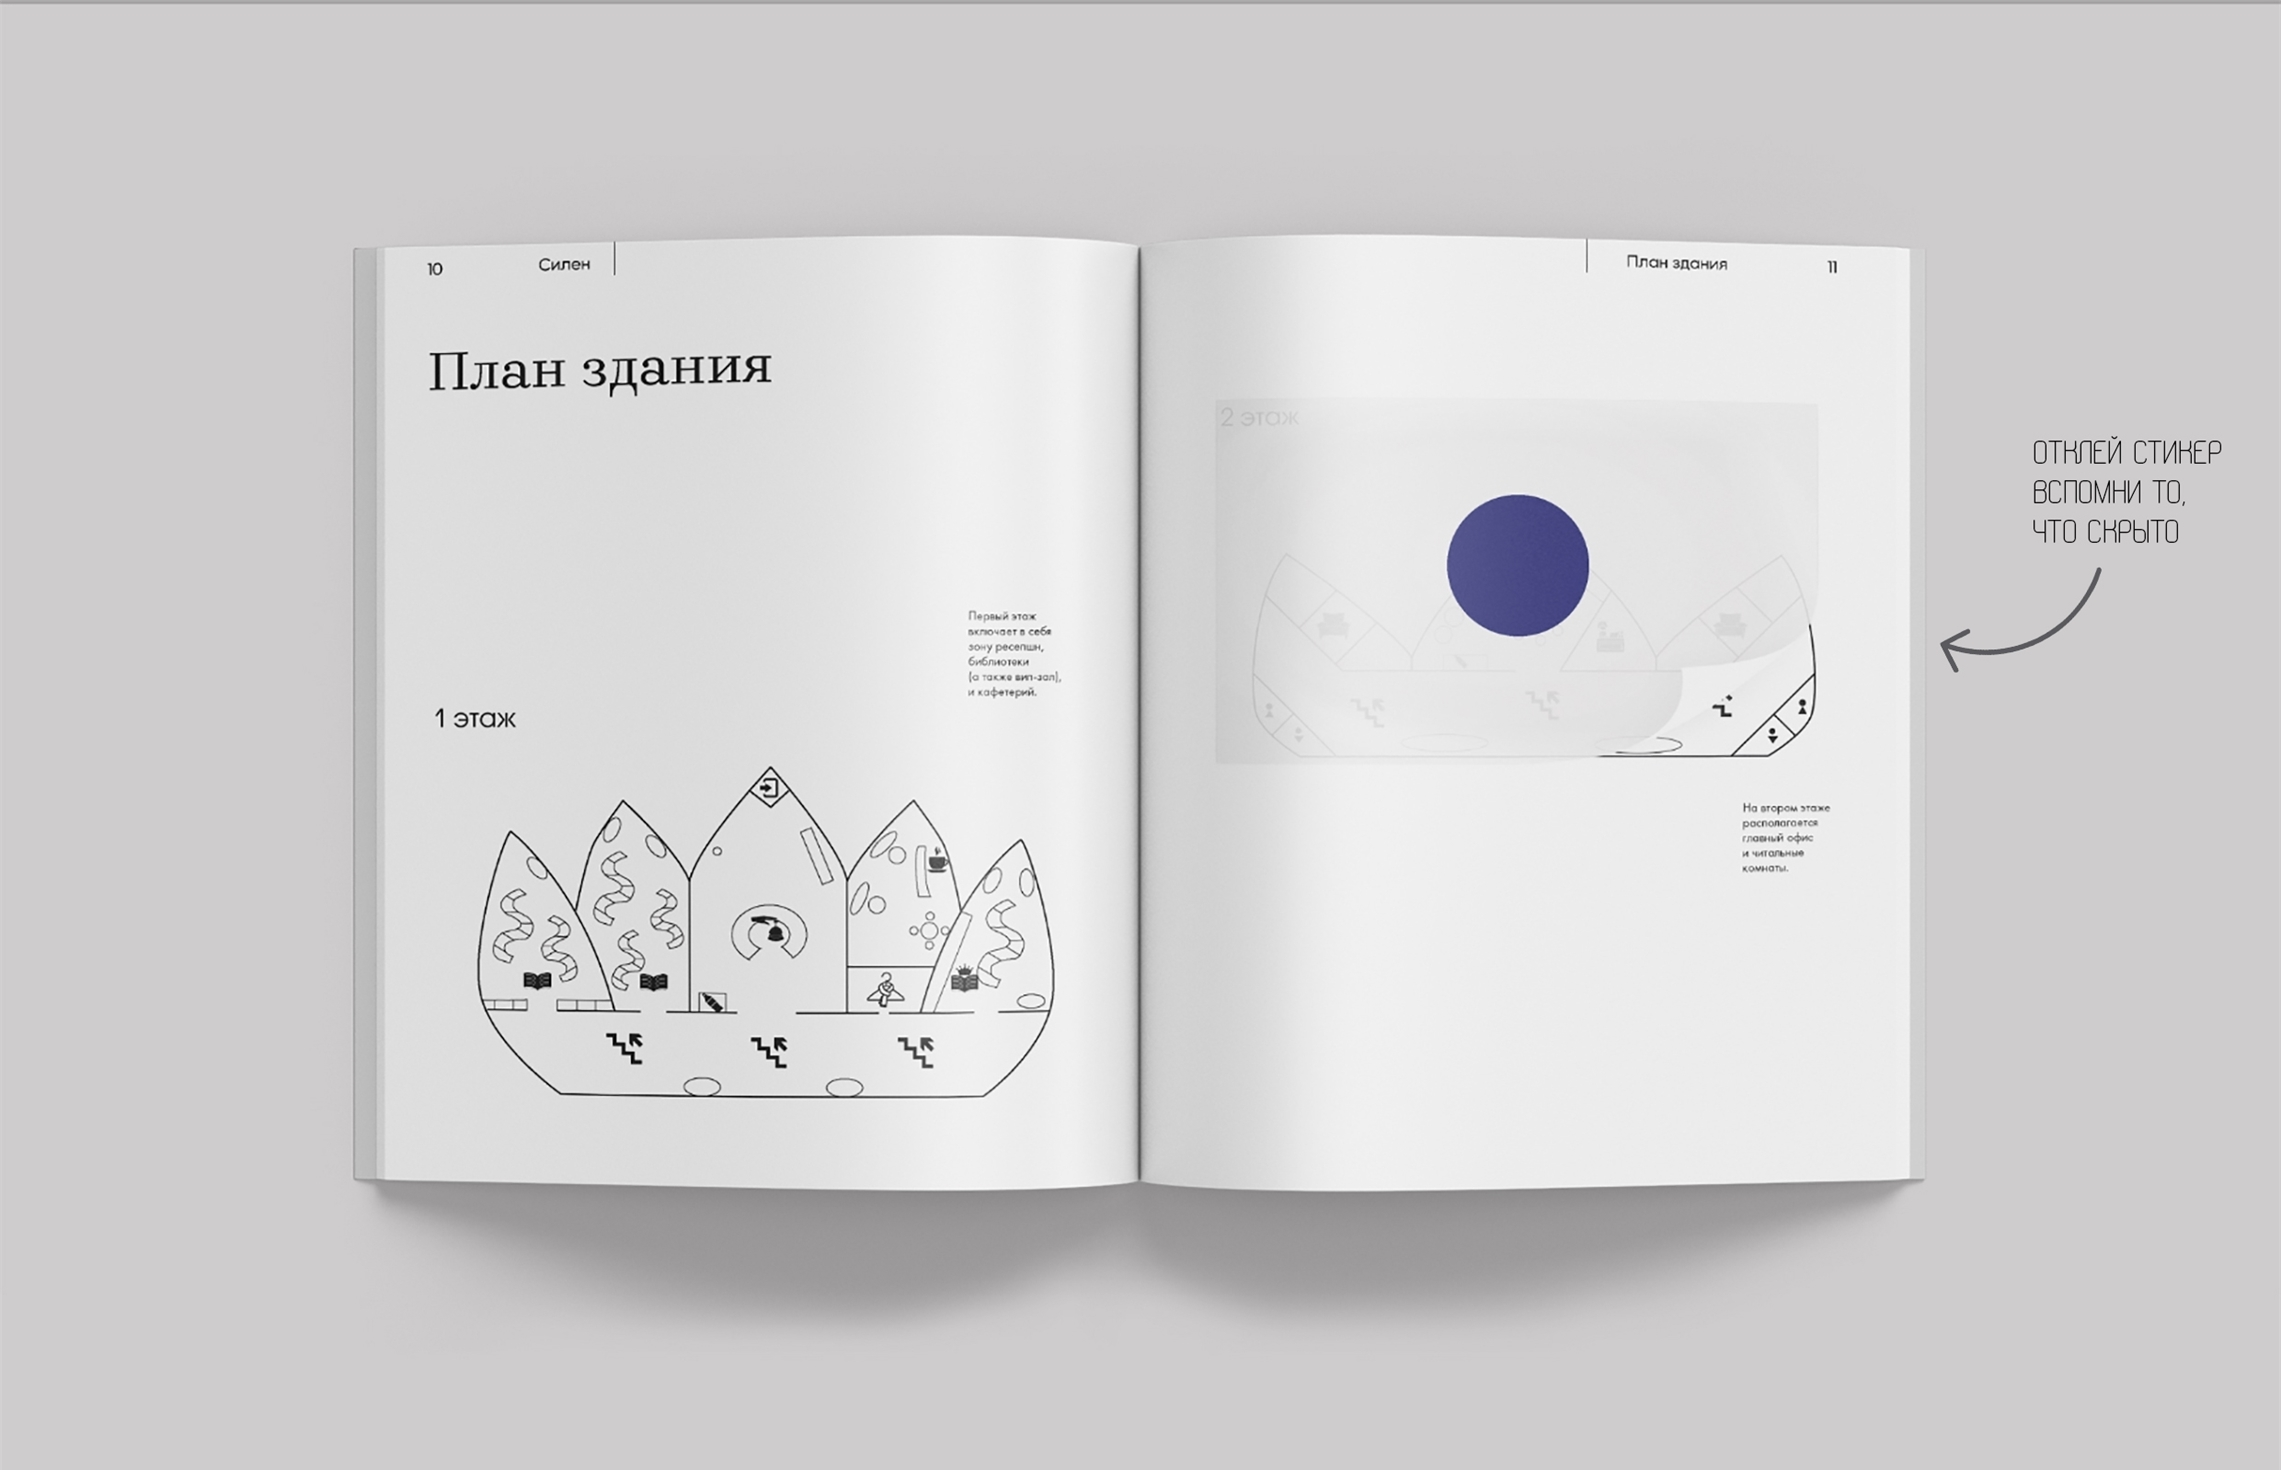 10
Силен
План здания
Первый этаж
включает в себя
зону ресепшн,
библиотеки
(а также вип-зал),
и кафетерий.
1 этаж
План здания
11
2 этаж
На втором этаже
располагается
главный офис
и читальные
комнаты.
ОТКЛЕЙ СТИКЕР
ВСПОМНИ ТО,
ЧТО СКРЫТО